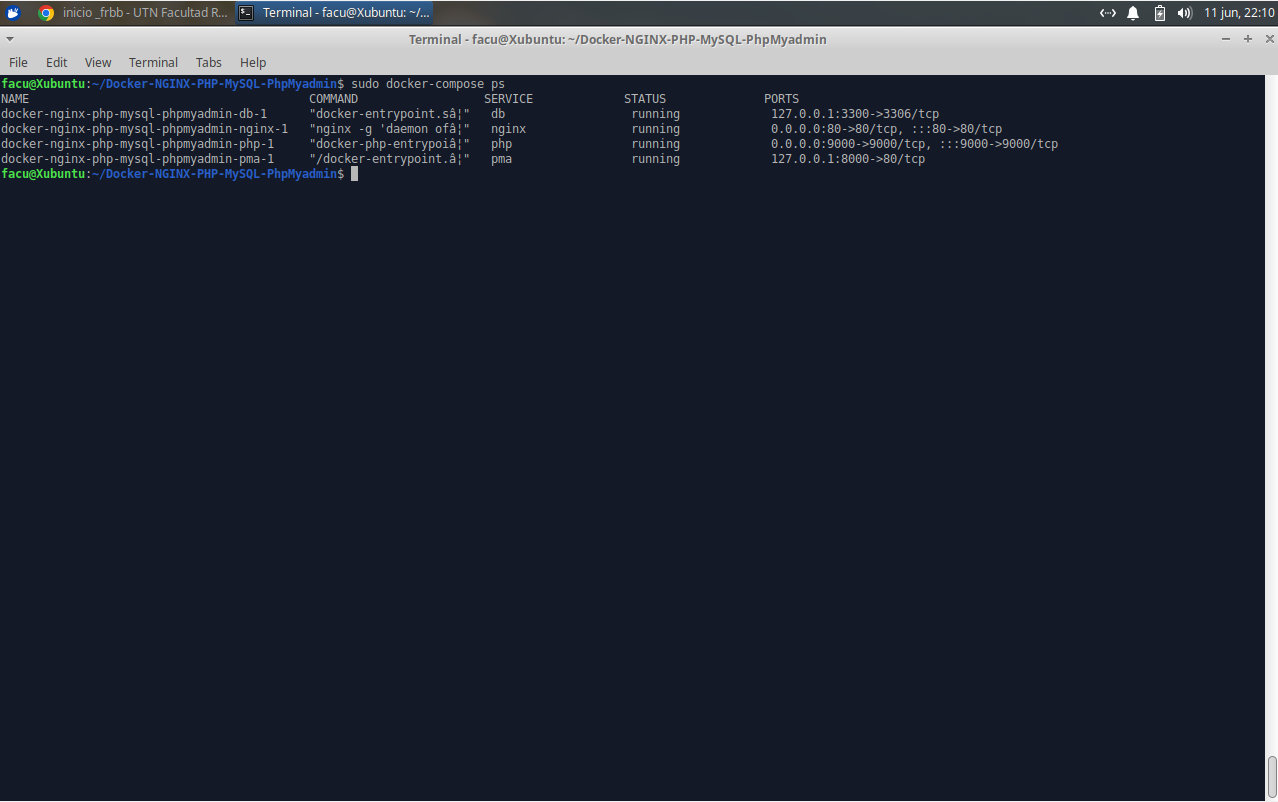 inicio _frbb - UTN Facultad R... Terminal - facu@Xubuntu: ~/... 11 jun, 22:10
Terminal - facu@Xubuntu: ~/Docker-NGINX-PHP-MySQL-PhpMyadmin
File Edit View Terminal Tabs Help
facu@Xubuntu:~/Docker-NGINX-PHP-MySQL-PhpMyadmin$ sudo docker-compose ps
NAME COMMAND SERVICE STATUS PORTS
docker-nginx-php-mysql-phpmyadmin-db-1 "docker-entrypoint.sâ¦" db running 127.0.0.1:3300->3306/tcp
docker-nginx-php-mysql-phpmyadmin-nginx-1 "nginx -g 'daemon ofâ¦" nginx running 0.0.0.0:80->80/tcp, :::80->80/tcp
docker-nginx-php-mysql-phpmyadmin-php-1 "docker-php-entrypoiâ¦" php running 0.0.0.0:9000->9000/tcp, :::9000->9000/tcp
docker-nginx-php-mysql-phpmyadmin-pma-1 "/docker-entrypoint.â¦" pma running 127.0.0.1:8000->80/tcp
facu@Xubuntu:~/Docker-NGINX-PHP-MySQL-PhpMyadmin$